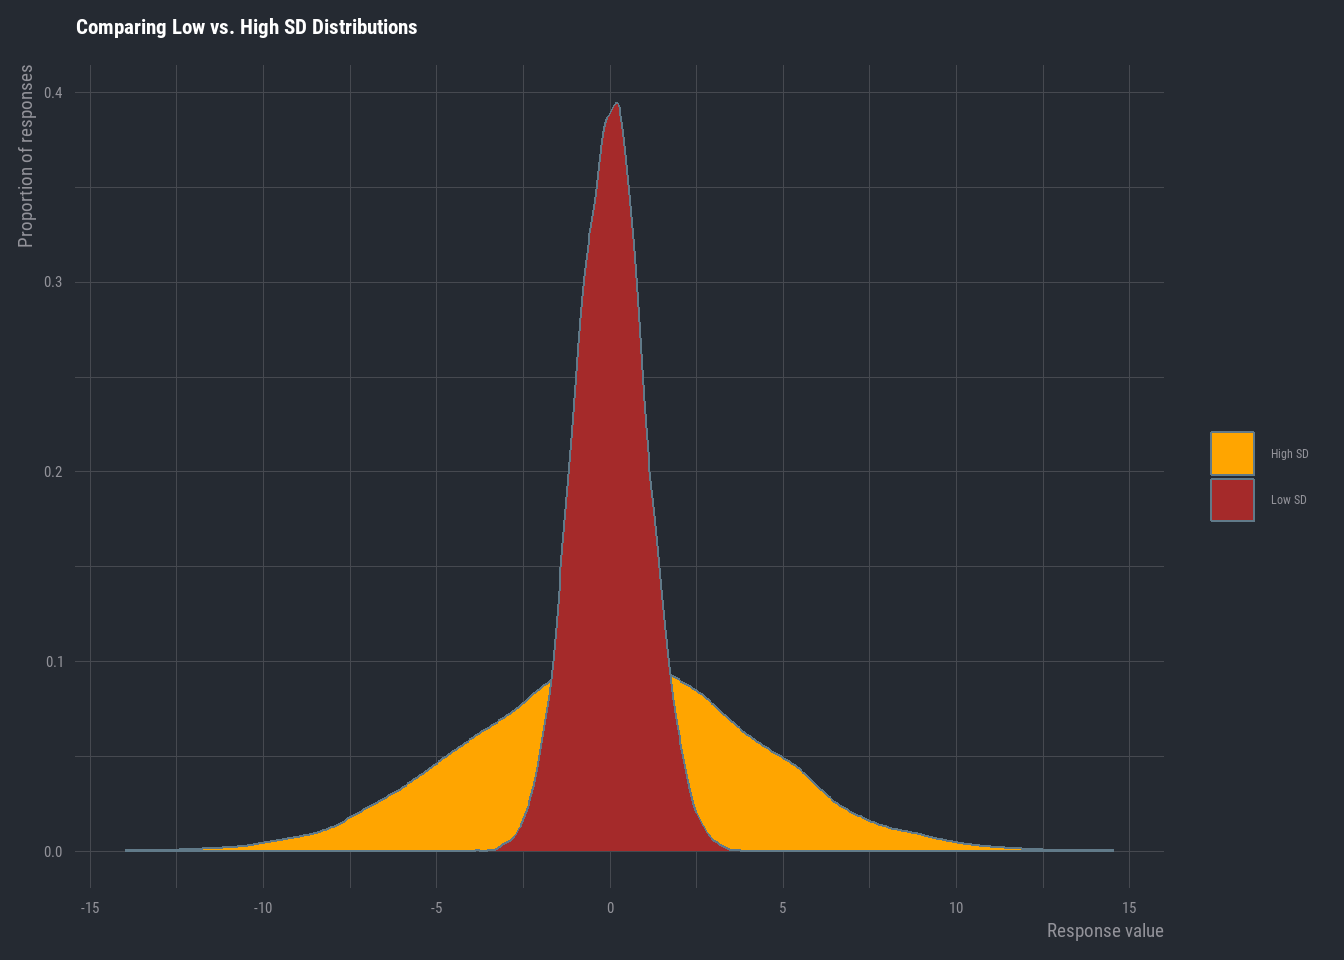 Comparing Low vs. High SD Distributions
Proportion of responses
0.4
0.3
0.2
0.1
0.0
-15 -10 -5 0 5 10 15
Response value
High SD
Low SD